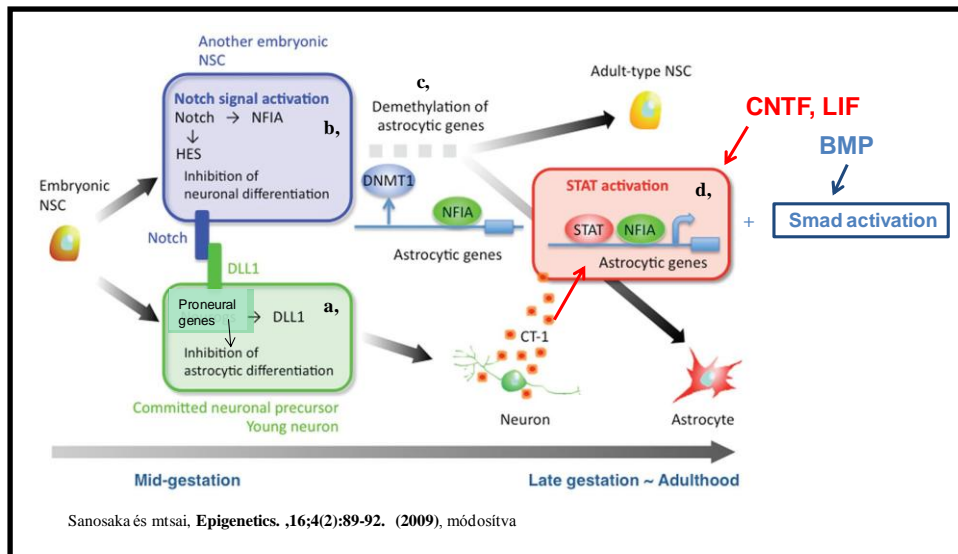 Another embryonic
NSC
Notch signal activation
Notch → NFIA
↓
HES
b,
Inhibition of
neuronal differentiation
c,
Demethylation of
astrocytic genes
DNMT1
NFIA
Astrocytic genes
Adult-type NSC
CNTF, LIF
BMP
Smad activation
+
STAT activation
d,
STAT NFIA
Astrocytic genes
Embryonic
NSC
Notch
DLL1
Proneural
genes
→ DLL1
a,
Inhibition of
astrocytic differentiation
Committed neuronal precursor
Young neuron
CT-1
Neuron
Astrocyte
Mid-gestation
Late gestation ~ Adulthood
Sanosaka és mtsai, Epigenetics. ,16;4(2):89-92. (2009), módosítva